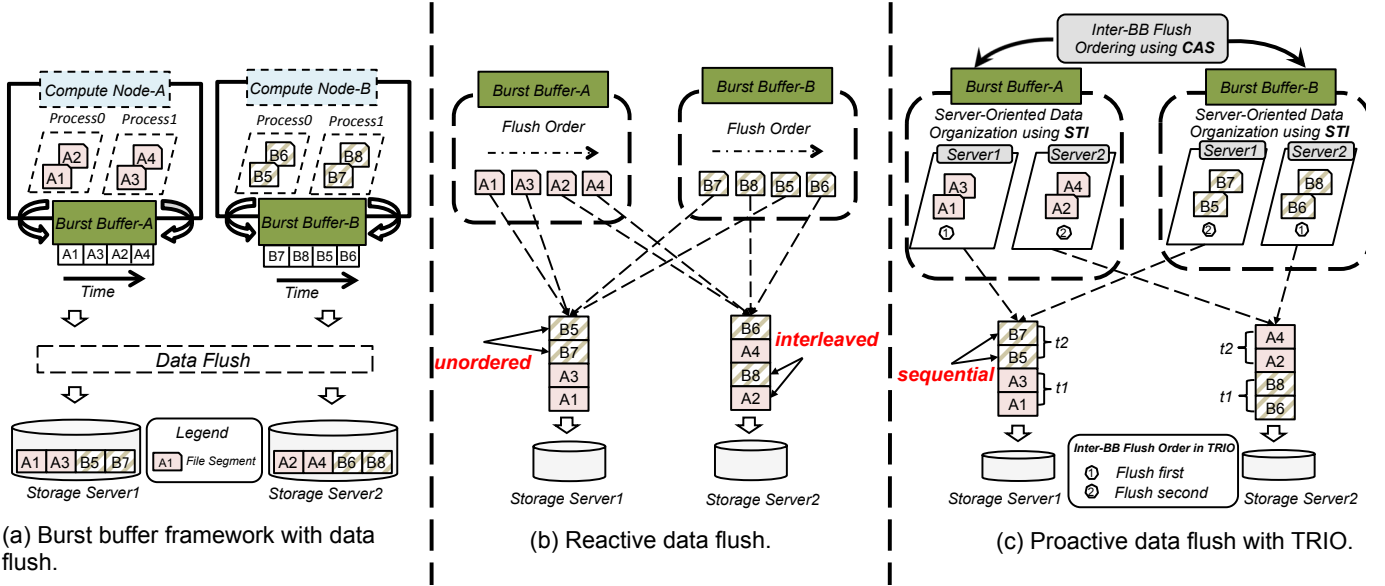 Compute Node-A
Compute Node-B
Process0
Process1
Process0
Process1
A2
A1
A4
A3
B6
B5
B8
B7
Burst Buffer-A
Burst Buffer-B
A1 A3 A2 A4
B7 B8 B5 B6
Time
Time
Data Flush
A1 A3 B5 B7
Storage Server1
Legend
A1 File Segment
A2 A4 B6 B8
Storage Server2
(a) Burst buffer framework with data
flush.
Burst Buffer-A
Burst Buffer-B
Flush Order
Flush Order
A1 A3 A2 A4
B7 B8 B5 B6
B5
B7
A3
A1
unordered
B6
A4
B8
A2
interleaved
Storage Server1
Storage Server2
(b) Reactive data flush.
Inter-BB Flush
Ordering using CAS
Burst Buffer-A
Burst Buffer-B
Server-Oriented Data
Organization using STI
Server-Oriented Data
Organization using STI
Server1
Server2
Server1
Server2
A3
A1
1
A4
A2
2
B7
B5
2
B8
B6
1
B7
B5
A3
A1
t2
t1
sequential
A4
A2
B8
B6
t2
t1
Inter-BB Flush Order in TRIO
1 Flush first
2 Flush second
Storage Server1
Storage Server2
(c) Proactive data flush with TRIO.